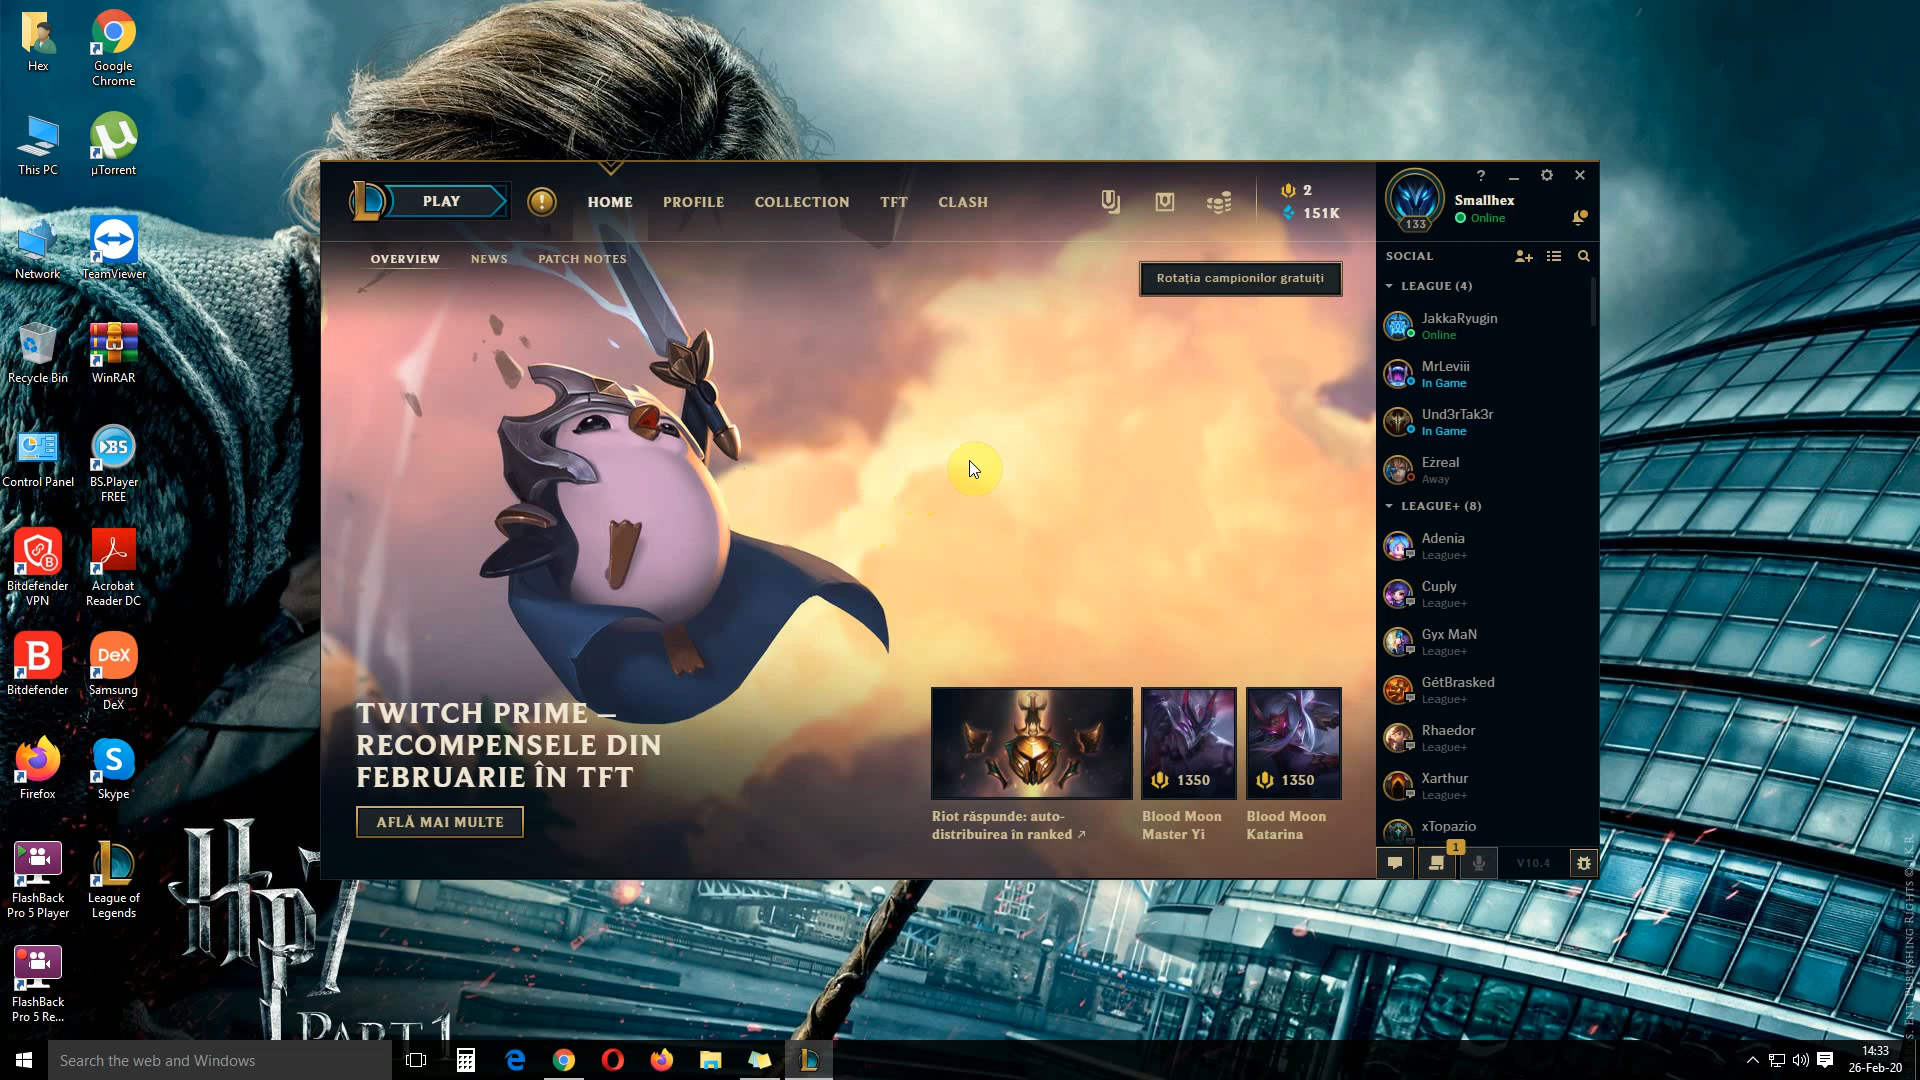 Hex
Google
Chrome
This PC
µTorrent
Network
TeamViewer
Recycle Bin
WinRAR
Control Panel
BS.Player
FREE
Bitdefender
VPN
Acrobat
Reader DC
Bitdefender
DeX
Samsung
DeX
Firefox
Skype
FlashBack
Pro 5 Player
League of
Legends
FlashBack
Pro 5 Re...
PLAY
HOME
PROFILE
COLLECTION
TFT
CLASH
2
151K
OVERVIEW
NEWS
PATCH NOTES
Rotația campionilor gratuiți
TWITCH PRIME –
RECOMPENSELE DIN
FEBRUARIE ÎN TFT
AFLĂ MAI MULTE
Riot răspunde: auto-
distribuirea în ranked
1350
Blood Moon
Master Yi
1350
Blood Moon
Katarina
133
Smallhex
Online
SOCIAL
LEAGUE (4)
JakkaRyugin
Online
MrLeviii
In Game
Und3rTak3r
In Game
Eżreal
Away
LEAGUE+ (8)
Adenia
League+
Cuply
League+
Gyx MaN
League+
GétBrasked
League+
Rhaedor
League+
Xarthur
League+
xTopazio
1
V10.4
PART 1
Search the web and Windows
14:33
26-Feb-20